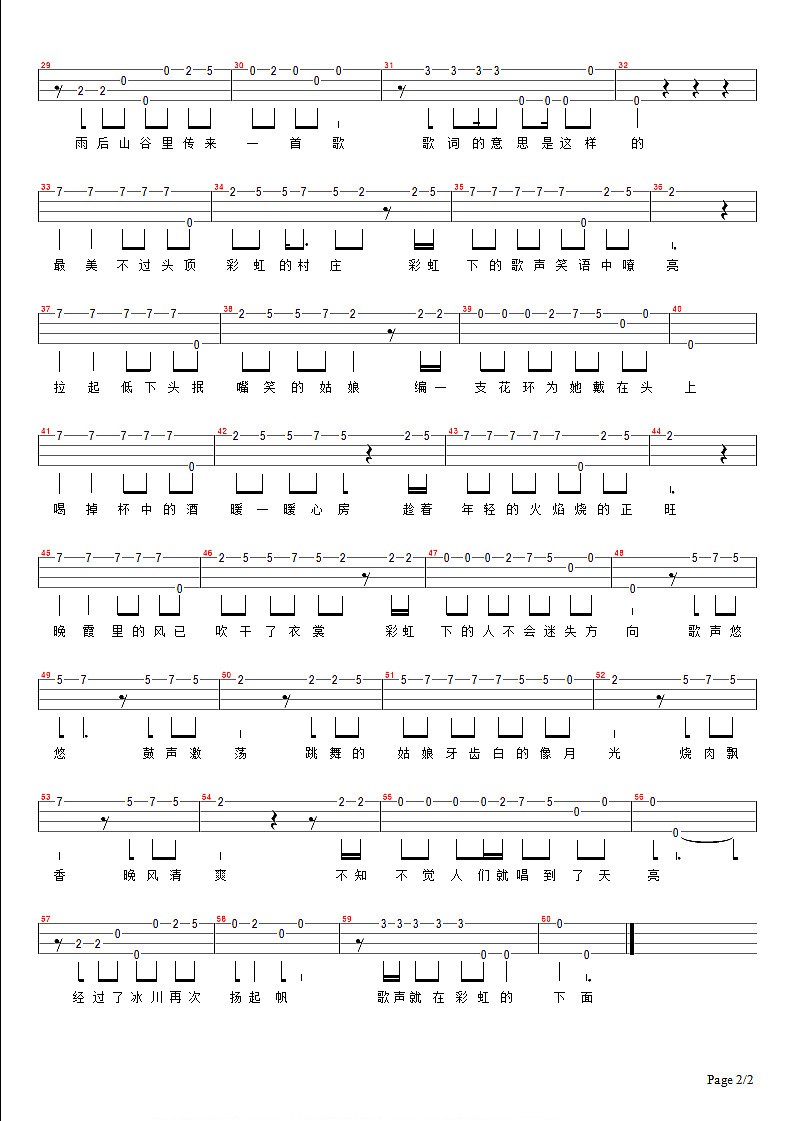 29 30 31 32
2 2 0 0 0 2 5 0 2 0 0 0 3 3 3 3 0 0 0 0 0
雨后山谷里传来 一首歌 歌词的意思是这样的
33 34 35 36
7 7 7 7 7 0 2 5 5 7 5 2 2 5 7 7 7 7 7 0 2 5 2
最美不过头顶 彩虹的村庄 彩虹 下的歌声笑语中嘹亮
37 38 39 40
7 7 7 7 7 0 2 5 5 7 2 2 2 0 0 0 2 7 5 0 0 0
拉起低下头抿 嘴笑的姑娘 编一 支花环为她戴在头上
41 42 43 44
7 7 7 7 7 0 2 5 5 7 5 2 5 7 7 7 7 7 0 2 5 2
喝掉杯中的酒 暖一暖心房 趁着 年轻的火焰烧的正旺
45 46 47 48
7 7 7 7 7 0 2 5 5 7 5 2 2 2 0 0 0 2 7 5 0 0 0 5 7 5
晚霞里的风已 吹干了衣裳 彩虹 下的人不会迷失方向 歌声悠
49 50 51 52
5 7 5 7 5 2 2 2 5 5 7 7 7 7 5 5 0 2 5 7 5
悠 鼓声激荡 跳舞的 姑娘牙齿白的像月光 烧肉飘
53 54 55 56
7 5 7 5 2 2 2 0 0 0 0 2 7 5 0 0 0 0
香 晚风清爽 不知 不觉人们就唱到了天亮
57 58 59 60
2 2 0 0 0 2 5 0 2 0 0 3 3 3 3 3 0 0 0 0
经过了冰川再次 扬起帆 歌声就在彩虹的 下面
Page 2/2